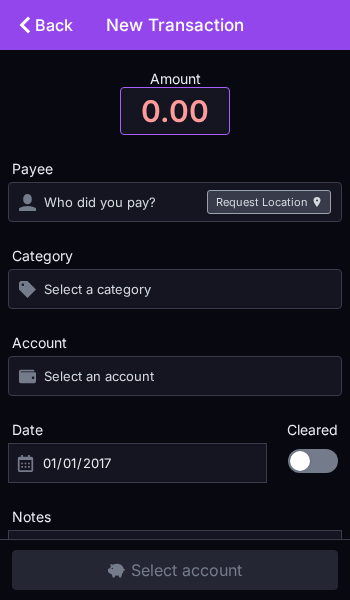 Back New Transaction
Amount
0.00
Payee
Who did you pay? Request Location
Category
Select a category
Account
Select an account
Date Cleared
01/01/2017
Notes
Select account